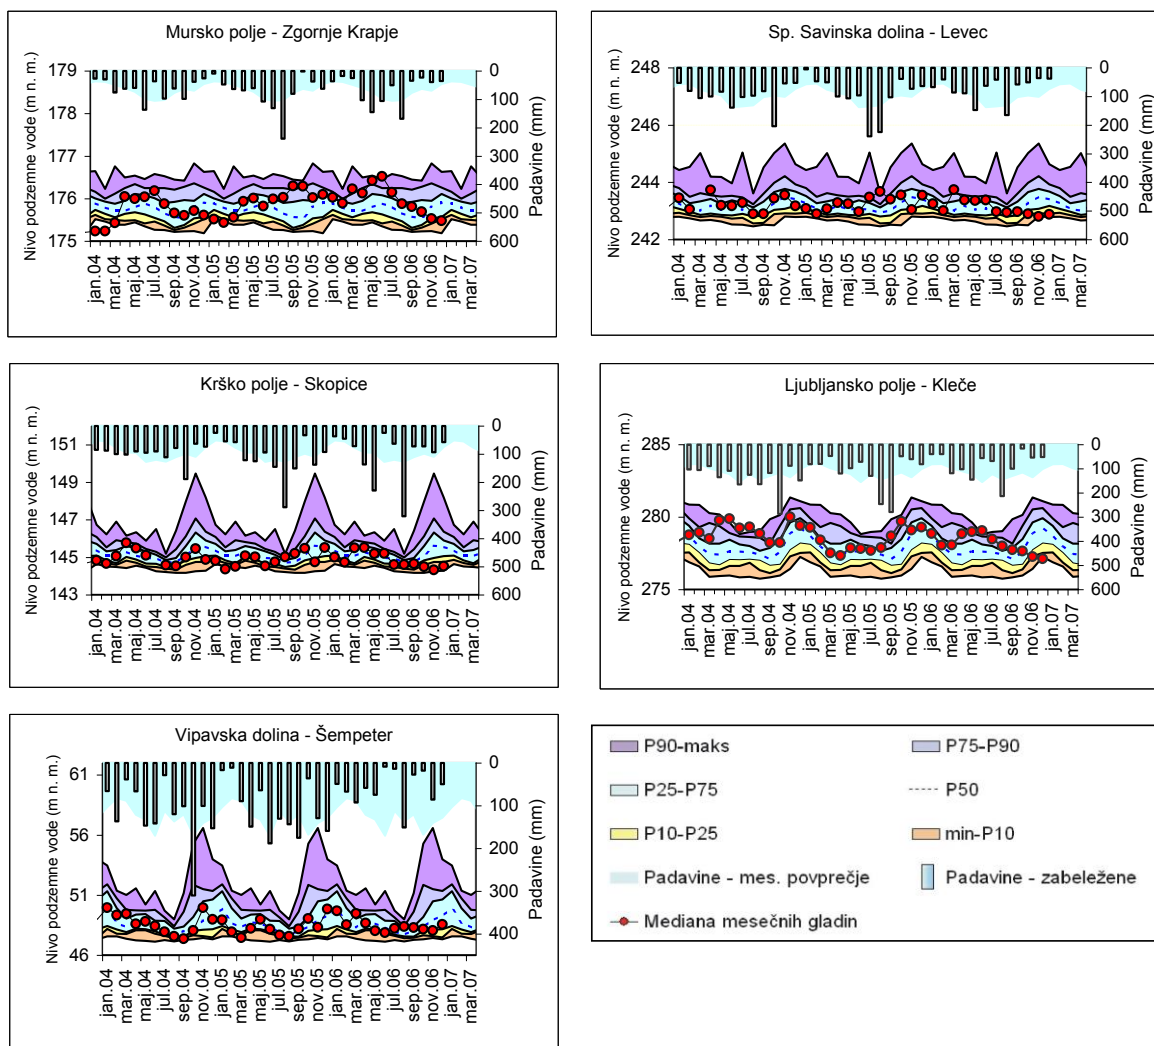 Mursko polje - Zgornje Krapje
Nivo podzemne vode (m n. m.)
179
178
177
176
175
0
100
200
300
400
500
600
Padavine (mm)
jan.04
mar.04
maj.04
jul.04
sep.04
nov.04
jan.05
mar.05
maj.05
jul.05
sep.05
nov.05
jan.06
mar.06
maj.06
jul.06
sep.06
nov.06
jan.07
mar.07
Sp. Savinska dolina - Levec
Nivo podzemne vode (m n. m.)
248
246
244
242
0
100
200
300
400
500
600
Padavine (mm)
jan.04
mar.04
maj.04
jul.04
sep.04
nov.04
jan.05
mar.05
maj.05
jul.05
sep.05
nov.05
jan.06
mar.06
maj.06
jul.06
sep.06
nov.06
jan.07
mar.07
Krško polje - Skopice
Nivo podzemne vode (m n. m.)
151
149
147
145
143
0
100
200
300
400
500
600
Padavine (mm)
jan.04
mar.04
maj.04
jul.04
sep.04
nov.04
jan.05
mar.05
maj.05
jul.05
sep.05
nov.05
jan.06
mar.06
maj.06
jul.06
sep.06
nov.06
jan.07
mar.07
Ljubljansko polje - Kleče
Nivo podzemne vode (m n. m.)
285
280
275
0
100
200
300
400
500
600
Padavine (mm)
jan.04
mar.04
maj.04
jul.04
sep.04
nov.04
jan.05
mar.05
maj.05
jul.05
sep.05
nov.05
jan.06
mar.06
maj.06
jul.06
sep.06
nov.06
jan.07
mar.07
Vipavska dolina - Šempeter
Nivo podzemne vode (m n. m.)
61
56
51
46
0
100
200
300
400
Padavine (mm)
jan.04
mar.04
maj.04
jul.04
sep.04
nov.04
jan.05
mar.05
maj.05
jul.05
sep.05
nov.05
jan.06
mar.06
maj.06
jul.06
sep.06
nov.06
jan.07
mar.07
P90-maks
P75-P90
P25-P75
P50
P10-P25
min-P10
Padavine - mes. povprečje
Padavine - zabeležene
Mediana mesečnih gladin